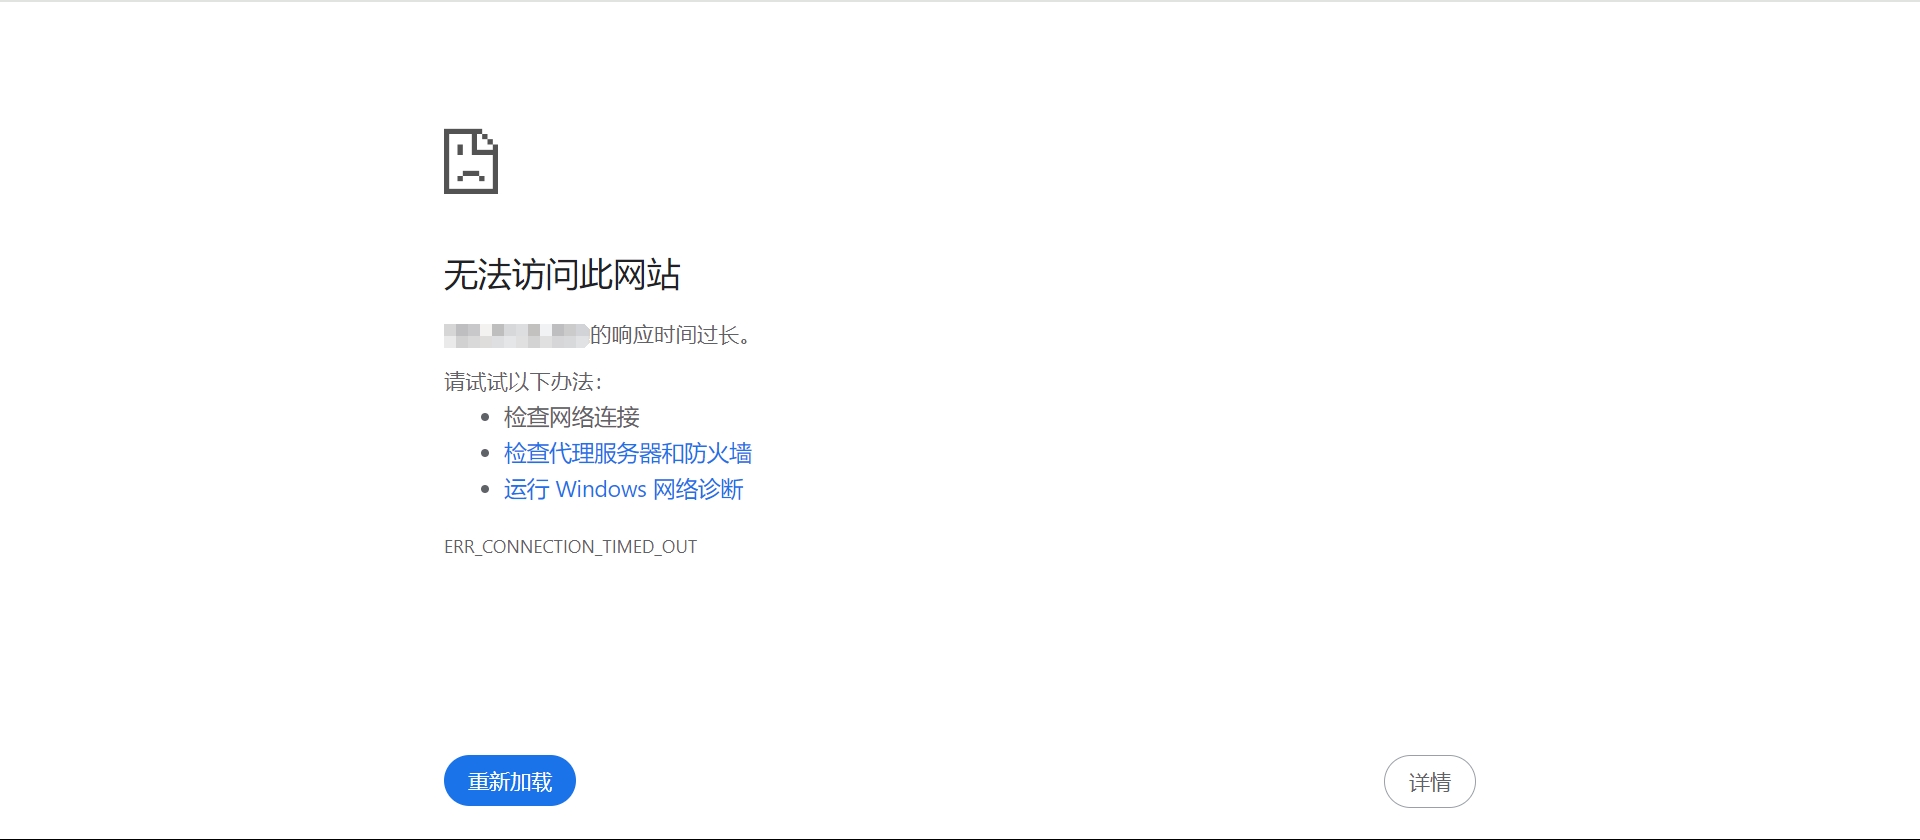 无法访问此网站
的响应时间过长。
请试试以下办法：
检查网络连接
检查代理服务器和防火墙
运行 Windows 网络诊断
ERR_CONNECTION_TIMED_OUT
重新加载
详情